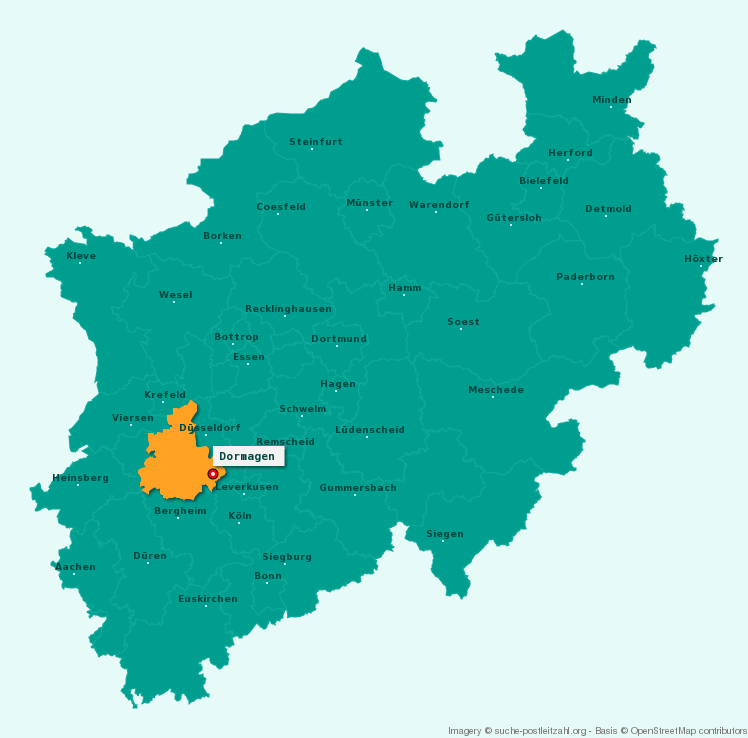 Minden
Steinfurt
Herford
Bielefeld
Coesfeld
Münster
Warendorf
Detmold
Gütersloh
Borken
Kleve
Höxter
Paderborn
Hamm
Wesel
Recklinghausen
Soest
Bottrop
Dortmund
Essen
Hagen
Meschede
Krefeld
Schwelm
Viersen
Düsseldorf
Lüdenscheid
Remscheid
Dormagen
Heinsberg
Leverkusen
Gummersbach
Bergheim
Köln
Siegen
Düren
Siegburg
Aachen
Bonn
Euskirchen
Imagery © suche-postleitzahl.org - Basis © OpenStreetMap contributors